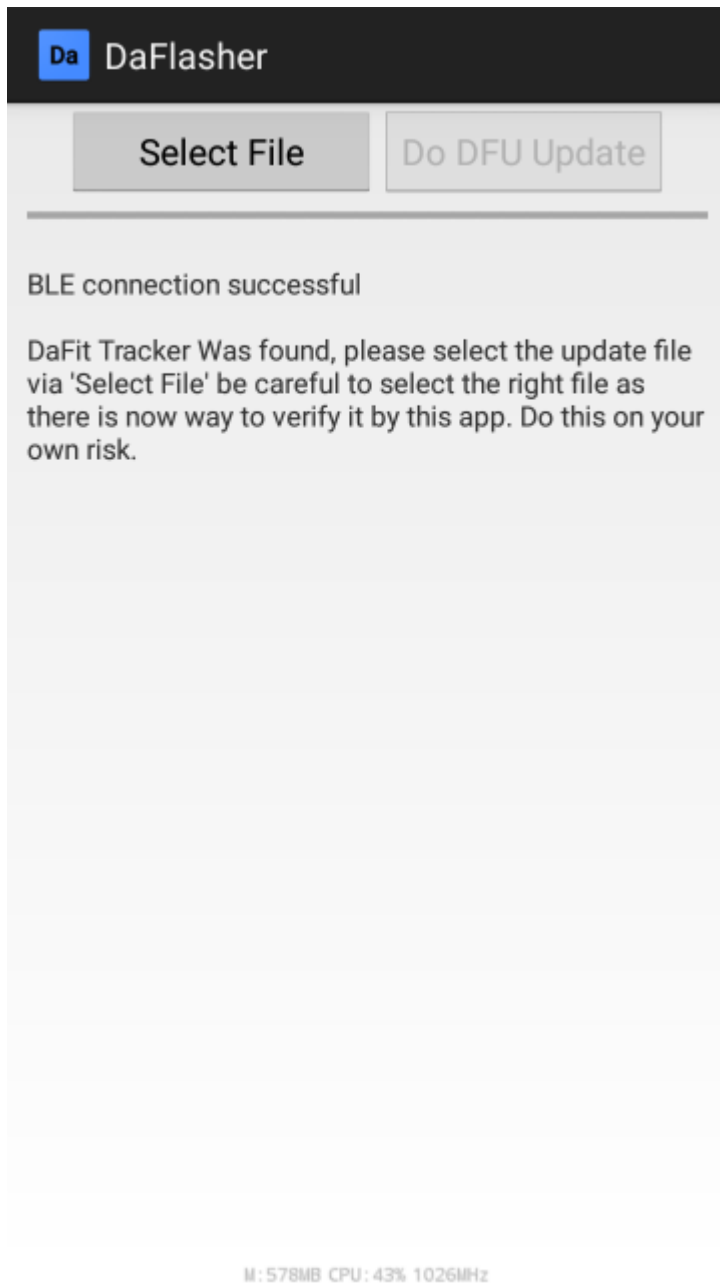 Da DaFlasher
Select File Do DFU Update
BLE connection successful
DaFit Tracker Was found, please select the update file
via 'Select File' be careful to select the right file as
there is now way to verify it by this app. Do this on your
own risk.
M:578MB CPU:43% 1026MHz